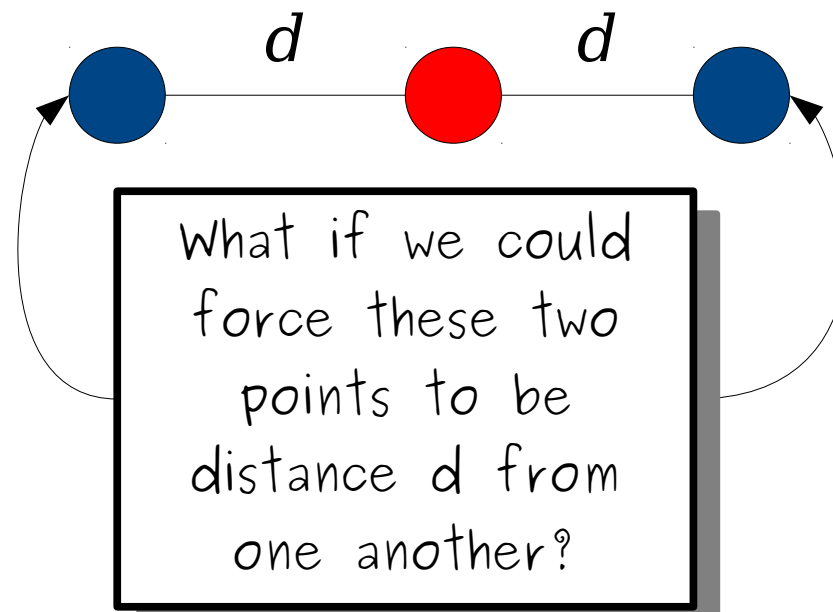 d d
What if we could
force these two
points to be
distance d from
one another?